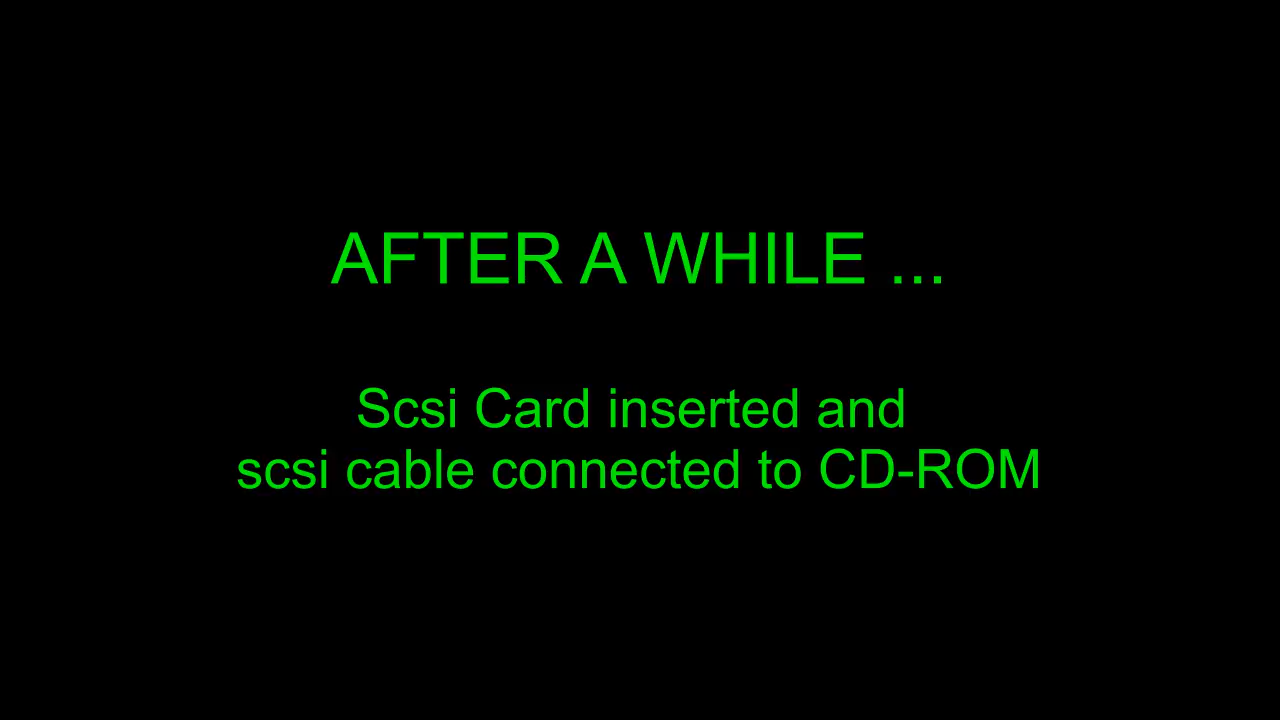 AFTER A WHILE ...
Scsi Card inserted and
scsi cable connected to CD-ROM